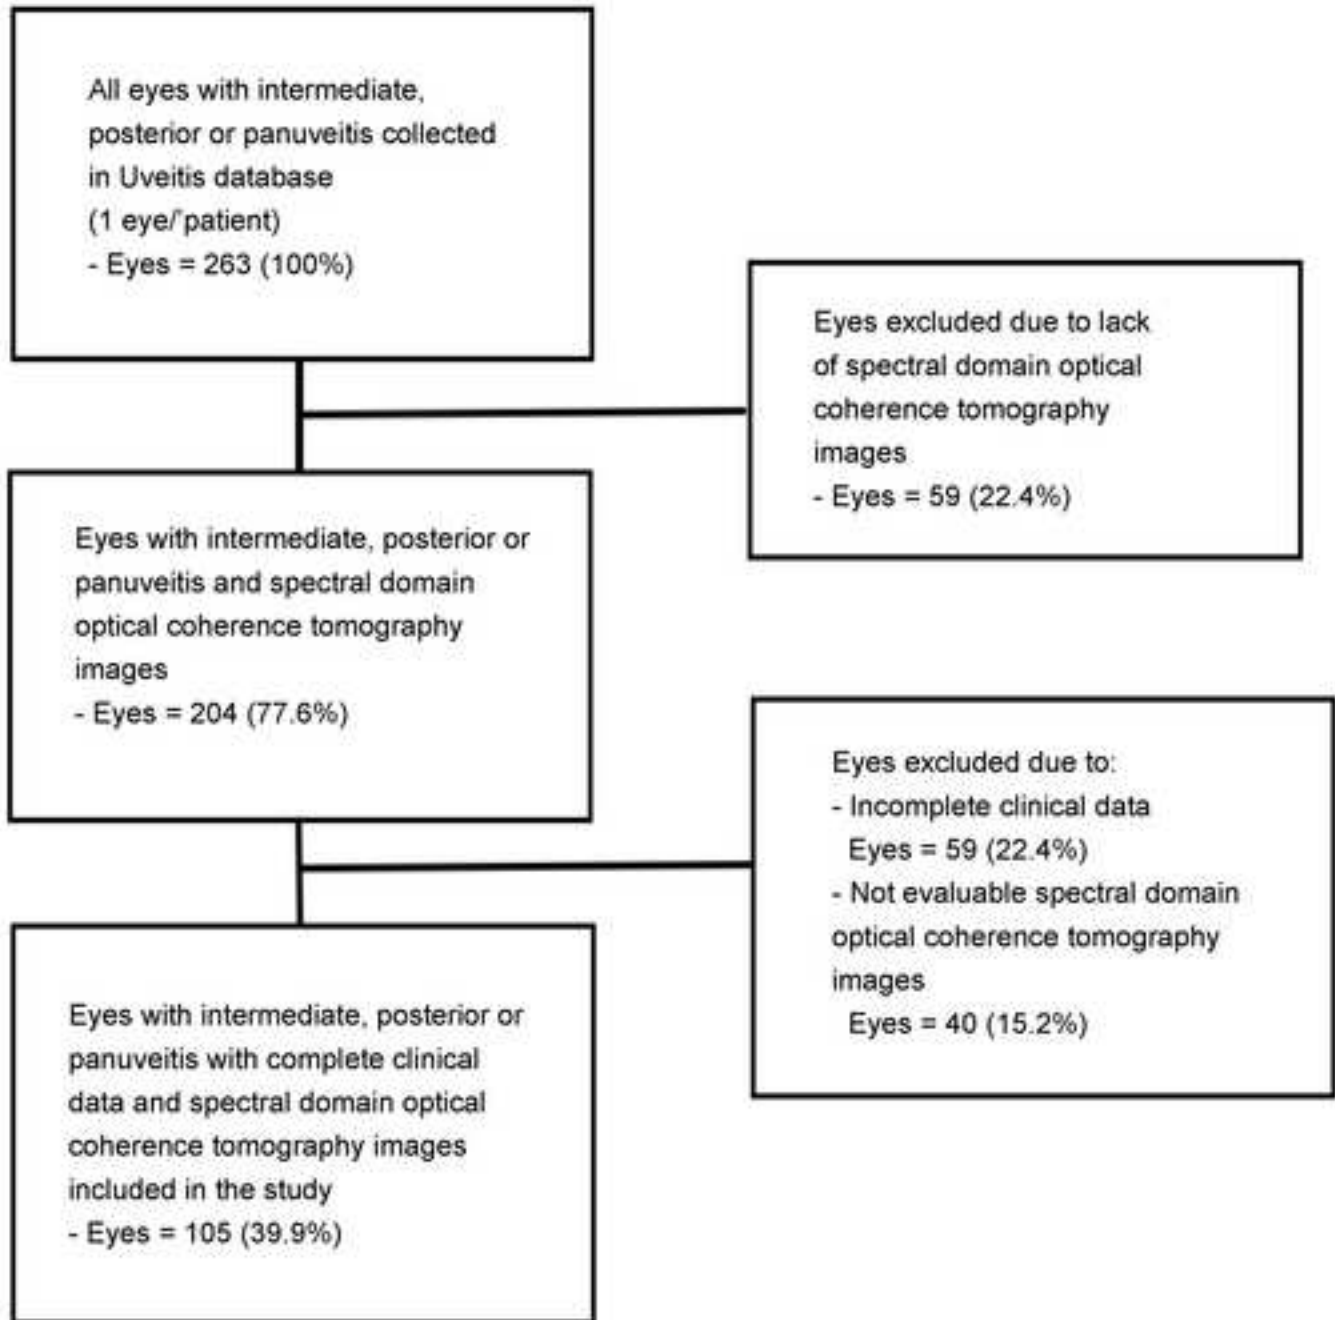 All eyes with intermediate,
posterior or panuveitis collected
in Uveitis database
(1 eye/'patient)
- Eyes = 263 (100%)
Eyes excluded due to lack
of spectral domain optical
coherence tomography
images
- Eyes = 59 (22.4%)
Eyes with intermediate, posterior or
panuveitis and spectral domain
optical coherence tomography
images
- Eyes = 204 (77.6%)
Eyes excluded due to:
- Incomplete clinical data
Eyes = 59 (22.4%)
- Not evaluable spectral domain
optical coherence tomography
images
Eyes = 40 (15.2%)
Eyes with intermediate, posterior or
panuveitis with complete clinical
data and spectral domain optical
coherence tomography images
included in the study
- Eyes = 105 (39.9%)